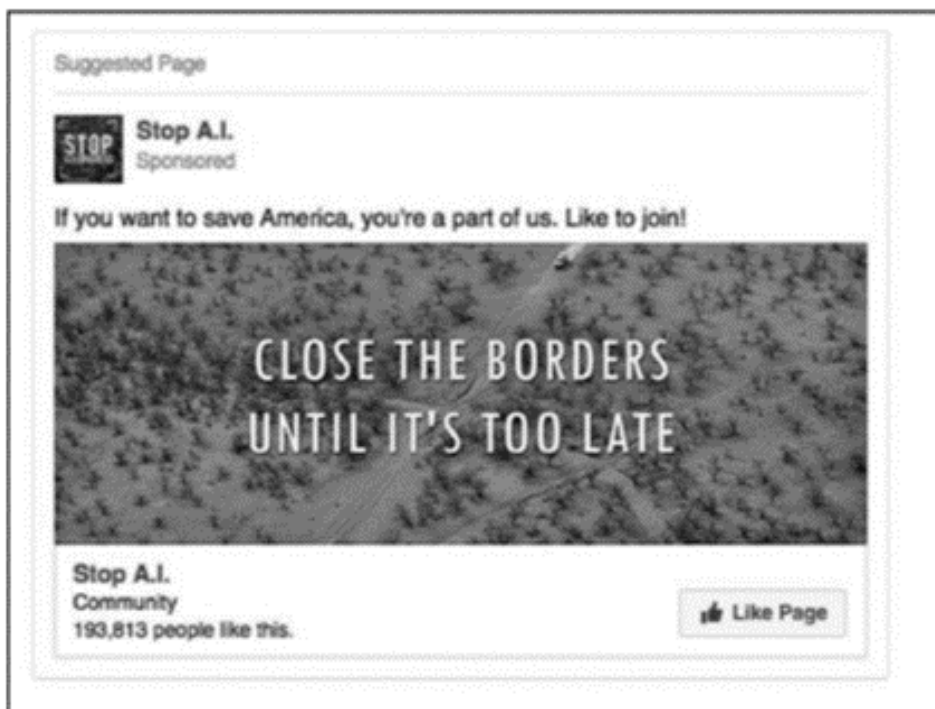 Suggested Page
STOP
Stop A.I.
Sponsored
If you want to save America, you're a part of us. Like to join!
CLOSE THE BORDERS
UNTIL IT'S TOO LATE
Stop A.I.
Community
193,813 people like this.
Like Page